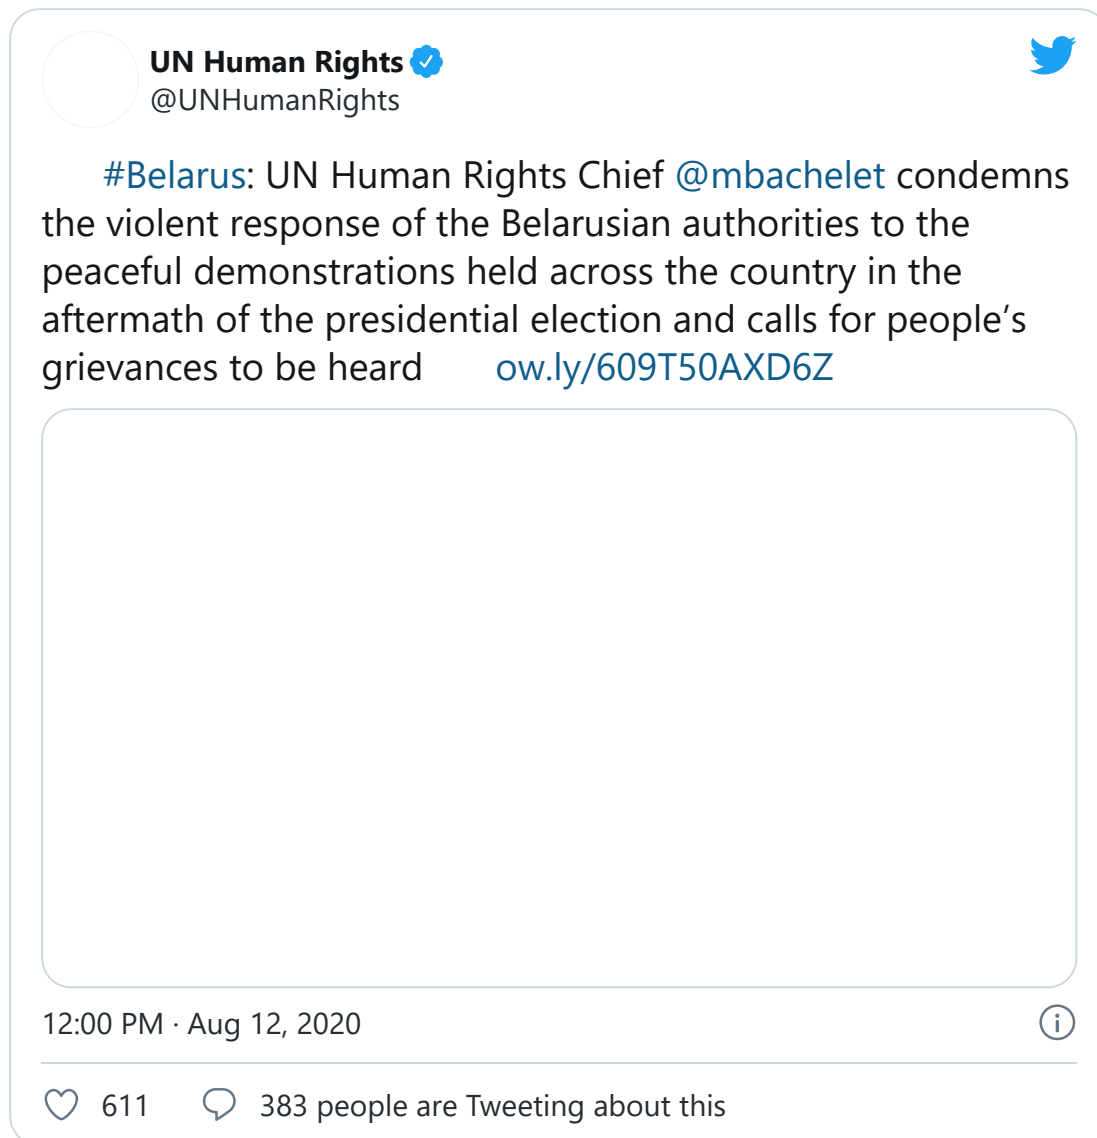 UN Human Rights
@UNHumanRights
#Belarus: UN Human Rights Chief @mbachelet condemns
the violent response of the Belarusian authorities to the
peaceful demonstrations held across the country in the
aftermath of the presidential election and calls for people’s
grievances to be heard ow.ly/609T50AXD6Z
12:00 PM · Aug 12, 2020
611 383 people are Tweeting about this